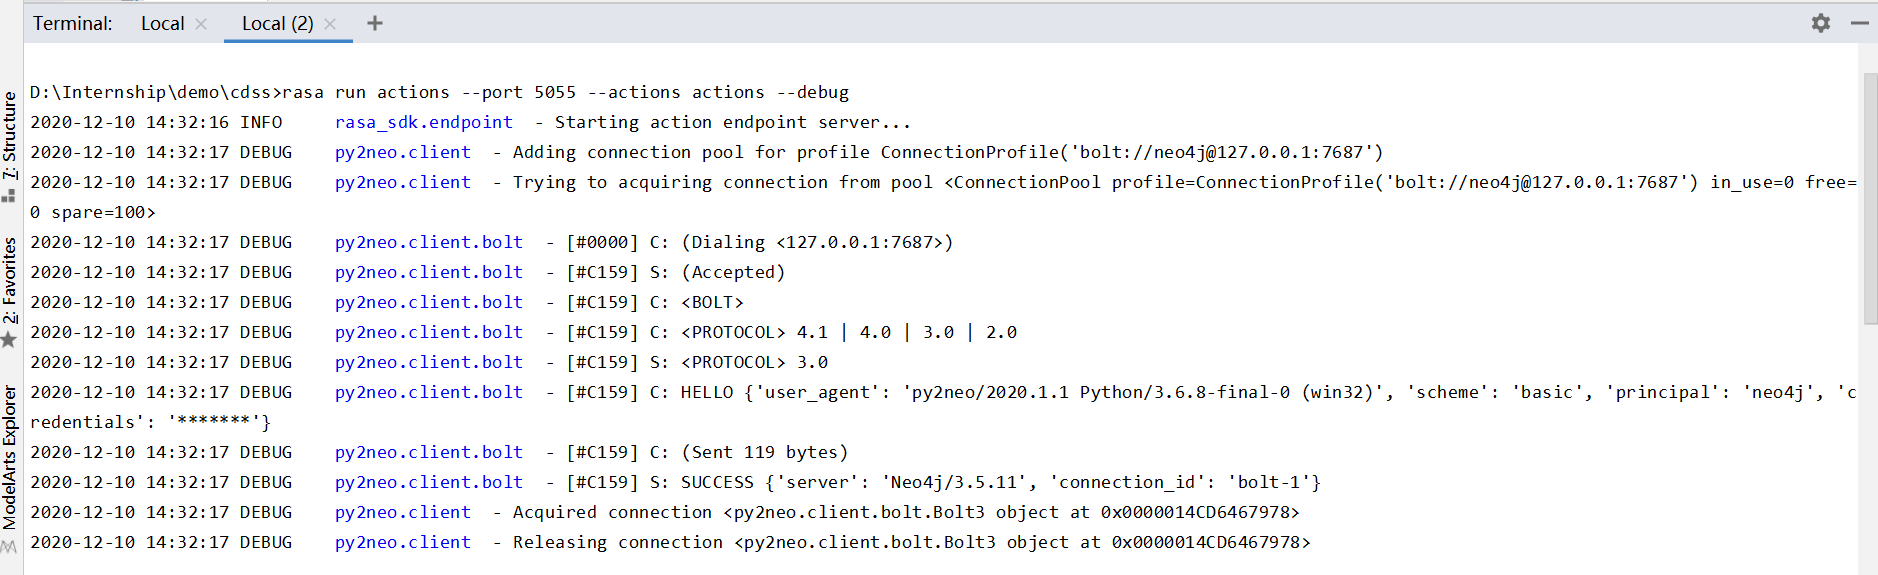 Terminal: Local Local (2)
D:\Internship\demo\cdss>rasa run actions --port 5055 --actions actions --debug
2020-12-10 14:32:16 INFO     rasa_sdk.endpoint  - Starting action endpoint server...
2020-12-10 14:32:17 DEBUG    py2neo.client  - Adding connection pool for profile ConnectionProfile('bolt://neo4j@127.0.0.1:7687')
2020-12-10 14:32:17 DEBUG    py2neo.client  - Trying to acquiring connection from pool <ConnectionPool profile=ConnectionProfile('bolt://neo4j@127.0.0.1:7687') in_use=0 free=
0 spare=100>
2020-12-10 14:32:17 DEBUG    py2neo.client.bolt  - [#0000] C: (Dialing <127.0.0.1:7687>)
2020-12-10 14:32:17 DEBUG    py2neo.client.bolt  - [#C159] S: (Accepted)
2020-12-10 14:32:17 DEBUG    py2neo.client.bolt  - [#C159] C: <BOLT>
2020-12-10 14:32:17 DEBUG    py2neo.client.bolt  - [#C159] C: <PROTOCOL> 4.1 | 4.0 | 3.0 | 2.0
2020-12-10 14:32:17 DEBUG    py2neo.client.bolt  - [#C159] S: <PROTOCOL> 3.0
2020-12-10 14:32:17 DEBUG    py2neo.client.bolt  - [#C159] C: HELLO {'user_agent': 'py2neo/2020.1.1 Python/3.6.8-final-0 (win32)', 'scheme': 'basic', 'principal': 'neo4j', 'c
redentials': '*******'}
2020-12-10 14:32:17 DEBUG    py2neo.client.bolt  - [#C159] C: (Sent 119 bytes)
2020-12-10 14:32:17 DEBUG    py2neo.client.bolt  - [#C159] S: SUCCESS {'server': 'Neo4j/3.5.11', 'connection_id': 'bolt-1'}
2020-12-10 14:32:17 DEBUG    py2neo.client  - Acquired connection <py2neo.client.bolt.Bolt3 object at 0x0000014CD6467978>
2020-12-10 14:32:17 DEBUG    py2neo.client  - Releasing connection <py2neo.client.bolt.Bolt3 object at 0x0000014CD6467978>
7: Structure
2: Favorites
ModelArts Explorer